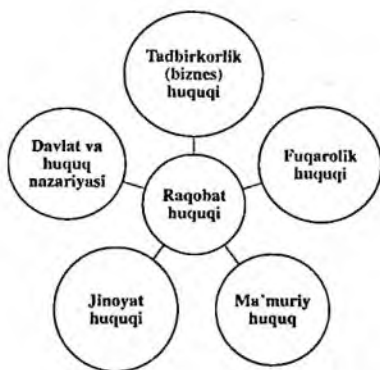 Tadbirkorlik
(biznes)
huquqi
Davlat va
huquq
nazariyasi
Fuqarolik
huquqi
Raqobat
huquqi
Jinoyat
huquqi
Ma'muriy
huquq